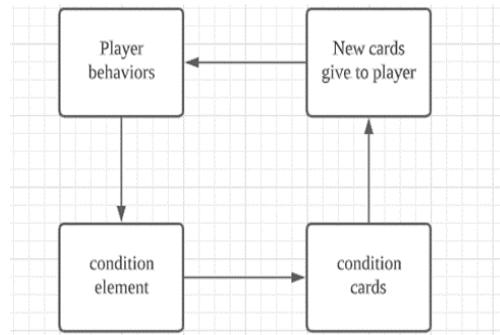 Player
behaviors
New cards
give to player
condition
element
condition
cards